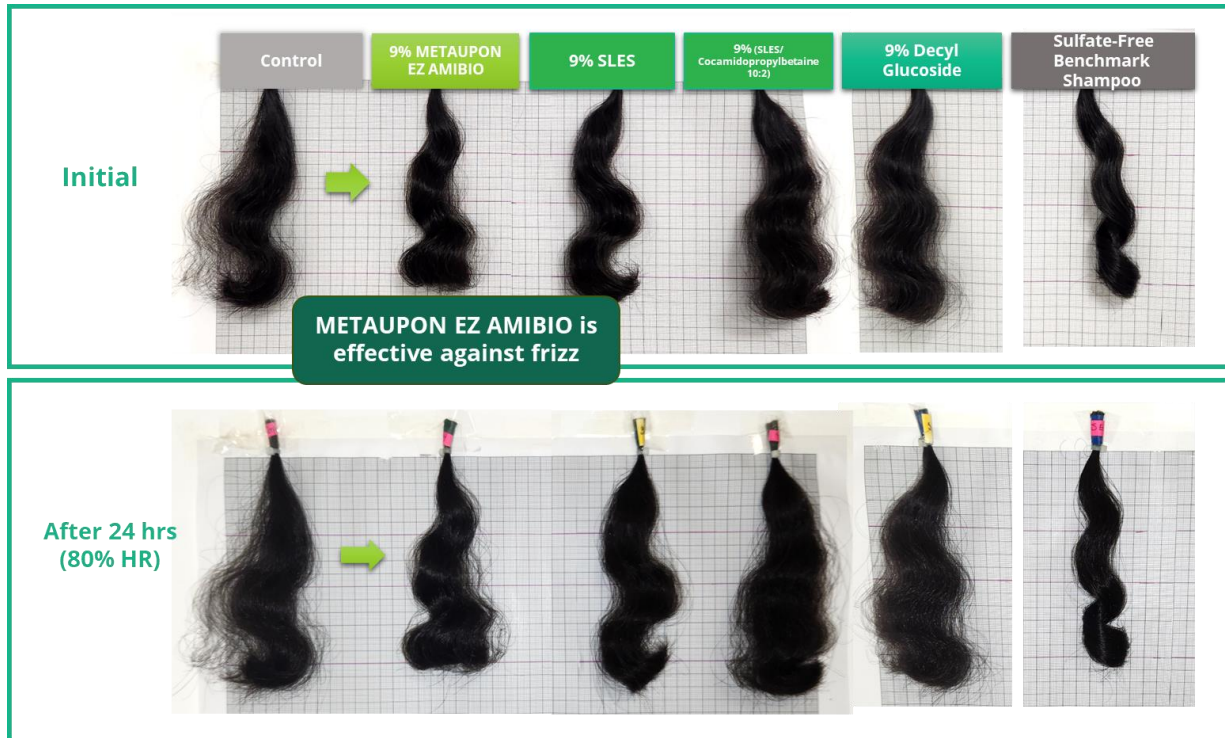 Control
9% METAUPON
EZ AMIBIO
9% SLES
9% (SLES/
Cocamidopropylbetaine
10:2)
9% Decyl
Glucoside
Sulfate-Free
Benchmark
Shampoo
Initial
METAUPON EZ AMIBIO is
effective against frizz
After 24 hrs
(80% HR)